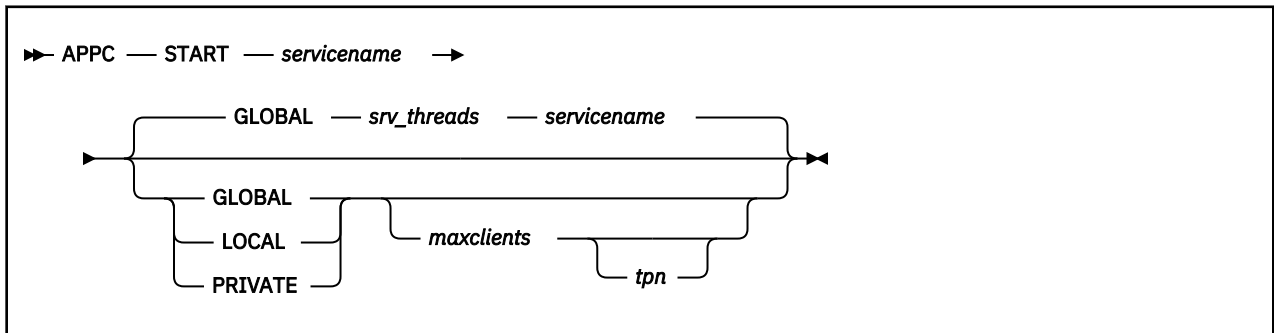 APPC START servicename
GLOBAL srv_threads servicename
GLOBAL
LOCAL
maxclients
PRIVATE
tpn